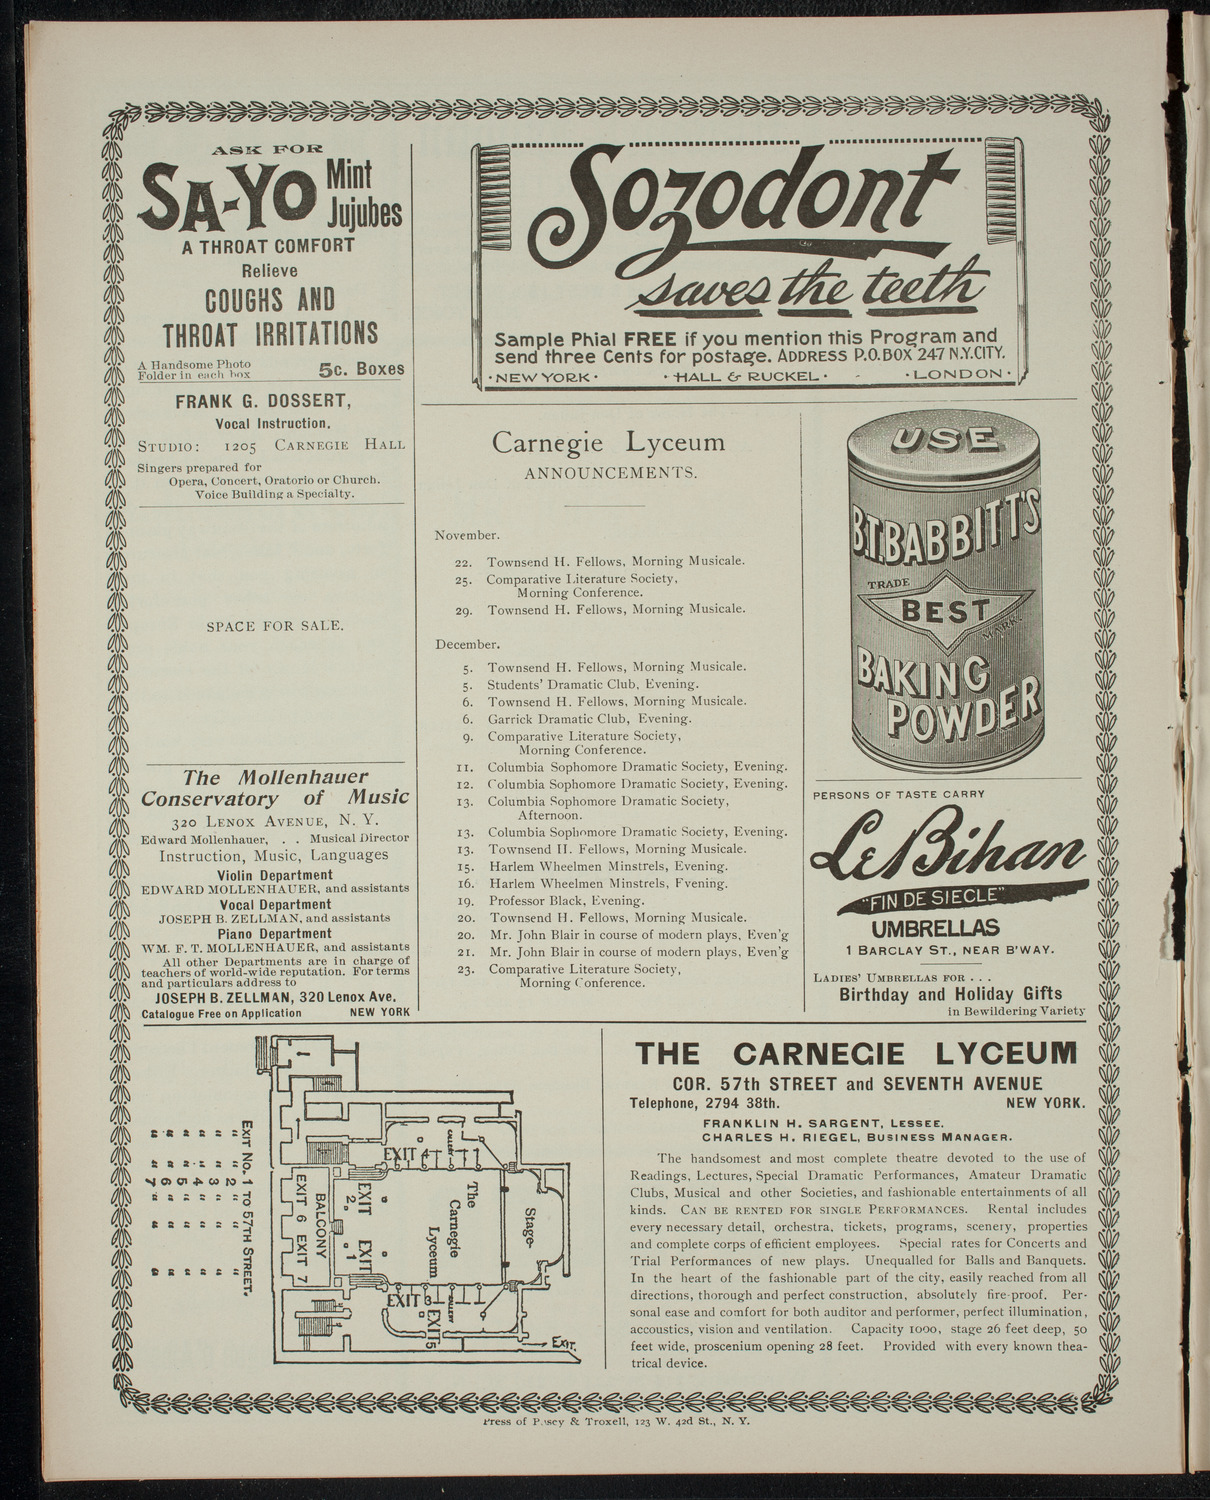 ASK FOR
SA-YO Mint Jujubes
A THROAT COMFORT
Relieve
COUGHS AND
THROAT IRRITATIONS
A Handsome Photo
Folder in each box
5c. Boxes
FRANK G. DOSSERT,
Vocal Instruction.
STUDIO: 1205 CARNEGIE HALL
Singers prepared for
Opera, Concert, Oratorio or Church.
Voice Building a Specialty.
SPACE FOR SALE.
The Mollenhauer
Conservatory of Music
320 LENOX AVENUE, N. Y.
Edward Mollenhauer, . . Musical Director
Instruction, Music, Languages
Violin Department
EDWARD MOLLENHAUER, and assistants
Vocal Department
JOSEPH B. ZELLMAN, and assistants
Piano Department
WM. F. T. MOLLENHAUER, and assistants
All other Departments are in charge of
teachers of world-wide reputation. For terms
and particulars address to
JOSEPH B. ZELLMAN, 320 Lenox Ave.
Catalogue Free on Application NEW YORK
Sozodont
saves the teeth
Sample Phial FREE if you mention this Program and
send three Cents for postage. ADDRESS P.O. BOX 247 N.Y. CITY.
• NEW YORK • • HALL & RUCKEL • - • LONDON •
Carnegie Lyceum
ANNOUNCEMENTS.
November.
22. Townsend H. Fellows, Morning Musicale.
25. Comparative Literature Society,
Morning Conference.
29. Townsend H. Fellows, Morning Musicale.
December.
5. Townsend H. Fellows, Morning Musicale.
5. Students' Dramatic Club, Evening.
6. Townsend H. Fellows, Morning Musicale.
6. Garrick Dramatic Club, Evening.
9. Comparative Literature Society,
Morning Conference.
11. Columbia Sophomore Dramatic Society, Evening.
12. Columbia Sophomore Dramatic Society, Evening.
13. Columbia Sophomore Dramatic Society,
Afternoon.
13. Columbia Sophomore Dramatic Society, Evening.
13. Townsend H. Fellows, Morning Musicale.
15. Harlem Wheelmen Minstrels, Evening.
16. Harlem Wheelmen Minstrels, Evening.
19. Professor Black, Evening.
20. Townsend H. Fellows, Morning Musicale.
20. Mr. John Blair in course of modern plays, Even'g
21. Mr. John Blair in course of modern plays, Even'g
23. Comparative Literature Society,
Morning Conference.
USE
B.T. BABBITT'S
TRADE
BEST
MARK
BAKING
POWDER
PERSONS OF TASTE CARRY
Le Bihan
"FIN DE SIECLE"
UMBRELLAS
1 BARCLAY ST., NEAR B'WAY.
LADIES' UMBRELLAS FOR . . .
Birthday and Holiday Gifts
in Bewildering Variety
EXIT No. 1 TO 57TH STREET.
" " 2 " " "
" " 3 " " "
" " 4 " " "
" " 5 " " "
" " 6 " " "
" " 7 " " "
EXIT 4
GALLERY
EXIT 2
EXIT 1
BALCONY
EXIT 6 EXIT 7
The
Carnegie
Lyceum
Stage
EXIT 3
GALLERY
EXIT 5
EXIT.
THE CARNEGIE LYCEUM
COR. 57th STREET and SEVENTH AVENUE
Telephone, 2794 38th. NEW YORK.
FRANKLIN H. SARGENT, LESSEE.
CHARLES H. RIEGEL, BUSINESS MANAGER.
The handsomest and most complete theatre devoted to the use of
Readings, Lectures, Special Dramatic Performances, Amateur Dramatic
Clubs, Musical and other Societies, and fashionable entertainments of all
kinds. CAN BE RENTED FOR SINGLE PERFORMANCES. Rental includes
every necessary detail, orchestra, tickets, programs, scenery, properties
and complete corps of efficient employees. Special rates for Concerts and
Trial Performances of new plays. Unequalled for Balls and Banquets.
In the heart of the fashionable part of the city, easily reached from all
directions, thorough and perfect construction, absolutely fire-proof. Per-
sonal ease and comfort for both auditor and performer, perfect illumination,
accoustics, vision and ventilation. Capacity 1000, stage 26 feet deep, 50
feet wide, proscenium opening 28 feet. Provided with every known thea-
trical device.
Press of & Troxell, 123 W. 42d St., N. Y.